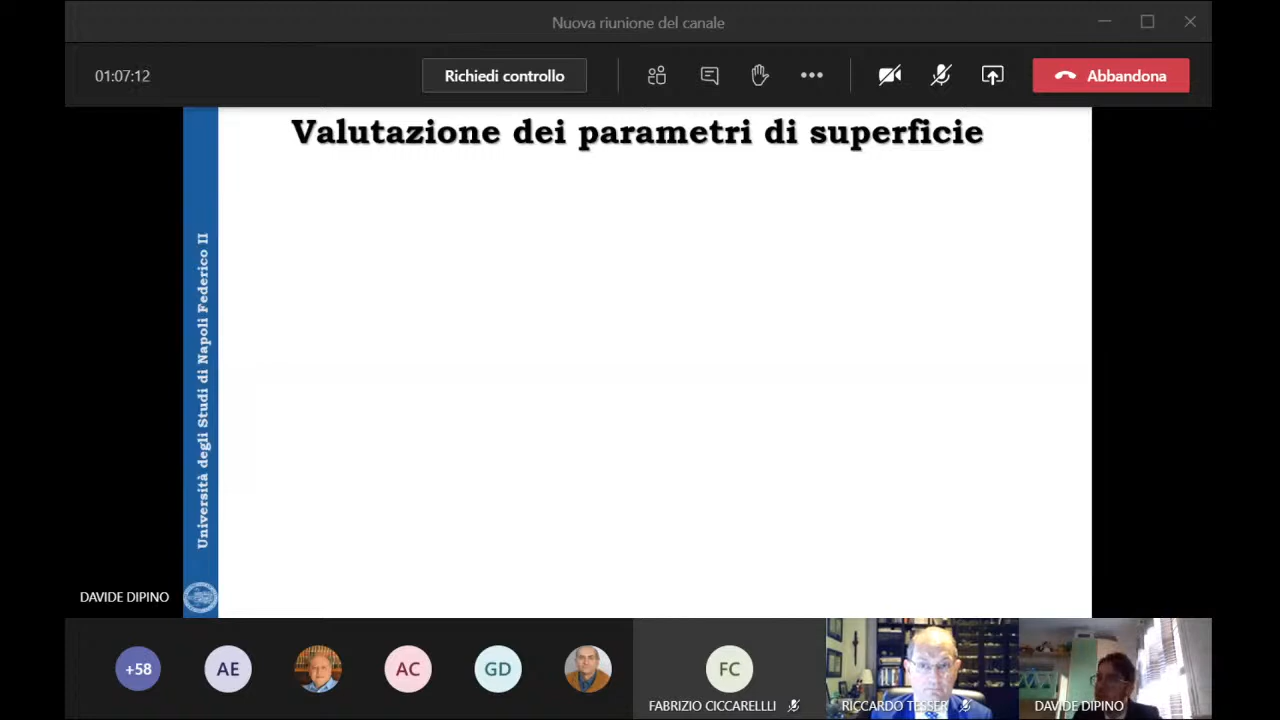 Nuova riunione del canale
01:07:12
Richiedi controllo
Abbandona
Valutazione dei parametri di superficie
Università degli Studi di Napoli Federico II
DAVIDE DIPINO
+58
AE
AC
GD
FC
FABRIZIO CICCARELLLI
RICCARDO TESSER
DAVIDE DIPINO